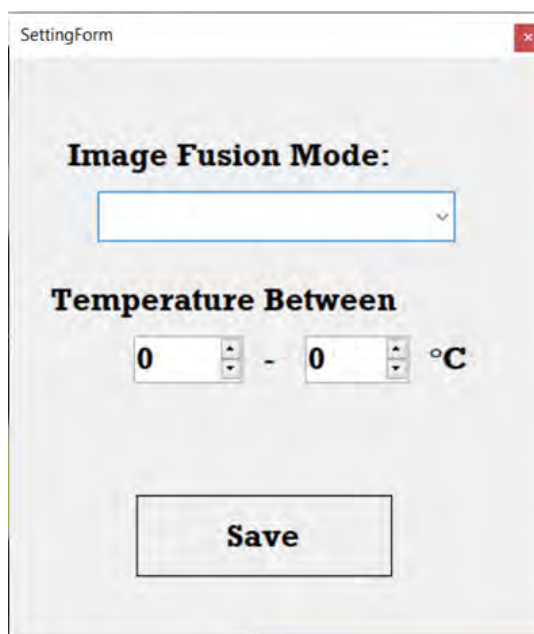 SettingForm
Image Fusion Mode:
Temperature Between
0 - 0 °C
Save